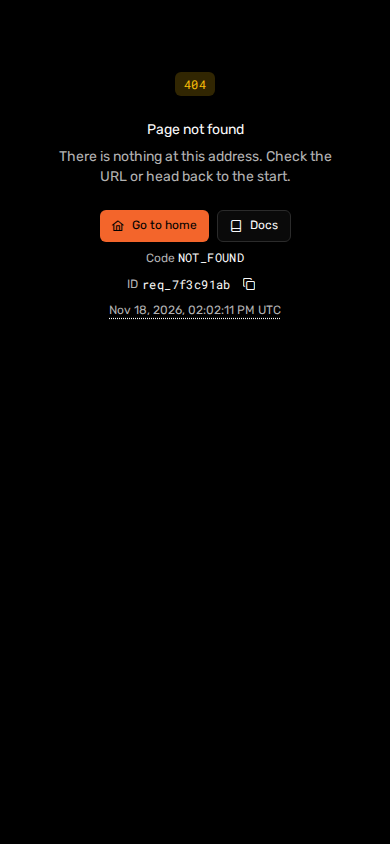 404
Page not found
There is nothing at this address. Check the
URL or head back to the start.
Go to home Docs
Code NOT_FOUND
ID req_7f3c91ab
Nov 18, 2026, 02:02:11 PM UTC